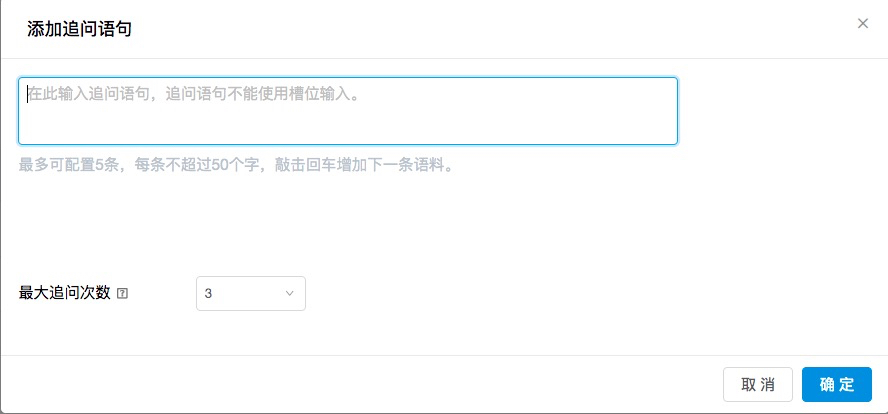 添加追问语句
在此输入追问语句，追问语句不能使用槽位输入。
最多可配置5条，每条不超过50个字，敲击回车增加下一条语料。
最大追问次数 ?
3
取 消
确 定